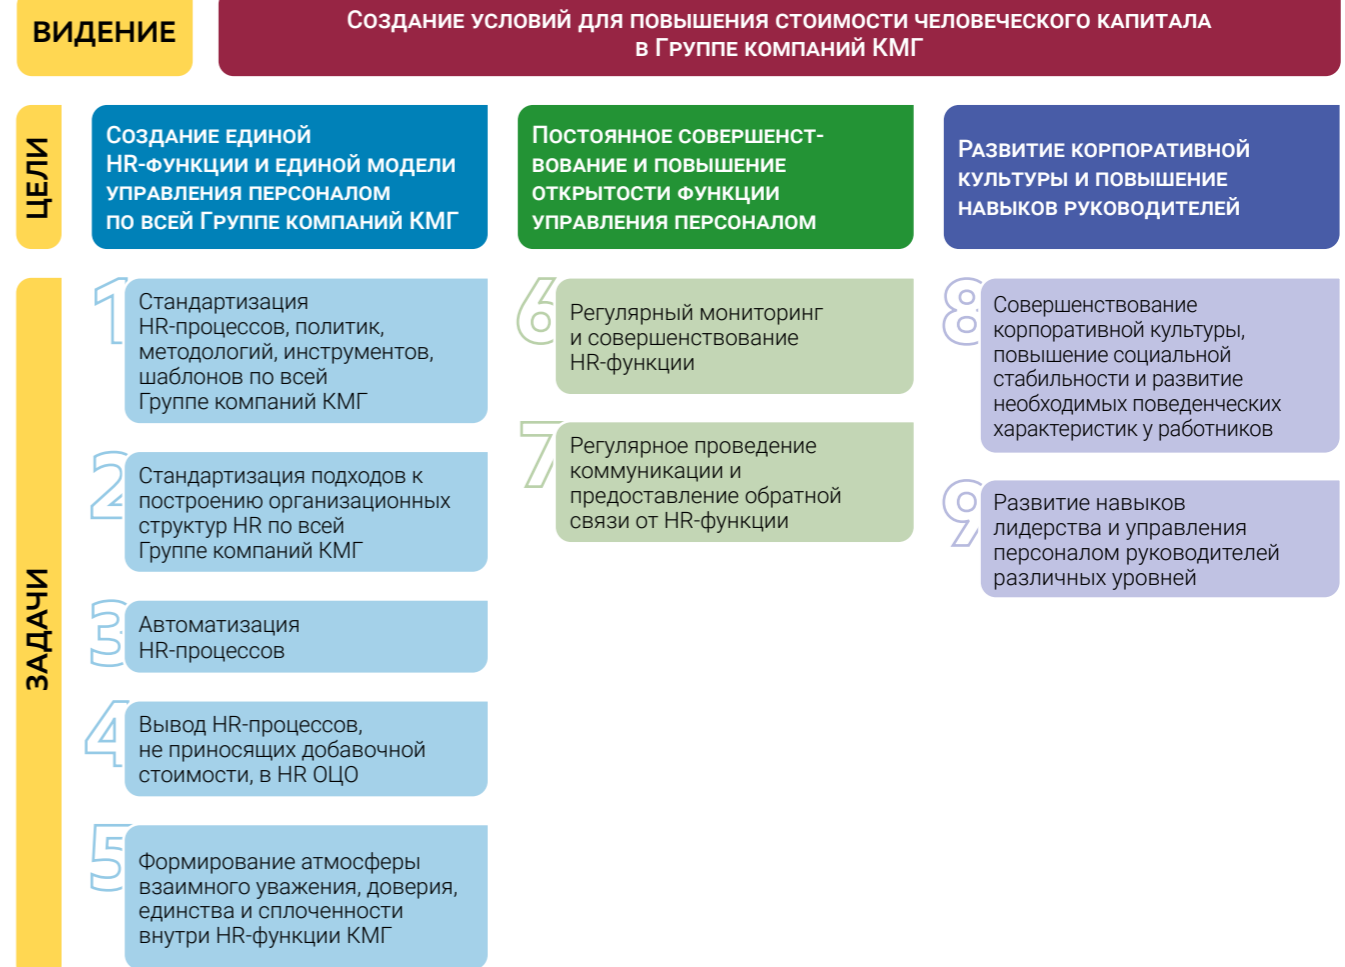 ВИДЕНИЕ
Создание условий для повышения стоимости человеческого капитала
в Группе компаний КМГ
ЦЕЛИ
Создание единой
HR-функции и единой модели
управления персоналом
по всей Группе компаний КМГ
Постоянное совершенст-
вование и повышение
открытости функции
управления персоналом
Развитие корпоративной
культуры и повышение
навыков руководителей
ЗАДАЧИ
1
Стандартизация
HR-процессов, политик,
методологий, инструментов,
шаблонов по всей
Группе компаний КМГ
2
Стандартизация подходов к
построению организационных
структур HR по всей
Группе компаний КМГ
3
Автоматизация
HR-процессов
4
Вывод HR-процессов,
не приносящих добавочной
стоимости, в HR ОЦО
5
Формирование атмосферы
взаимного уважения, доверия,
единства и сплоченности
внутри HR-функции КМГ
6
Регулярный мониторинг
и совершенствование
HR-функции
7
Регулярное проведение
коммуникации и
предоставление обратной
связи от HR-функции
8
Совершенствование
корпоративной культуры,
повышение социальной
стабильности и развитие
необходимых поведенческих
характеристик у работников
9
Развитие навыков
лидерства и управления
персоналом руководителей
различных уровней